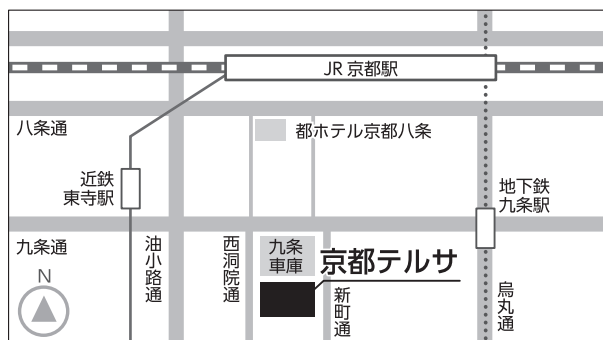 JR 京都駅
八条通
都ホテル京都八条
近鉄
東寺駅
地下鉄
九条駅
九条通
油小路通
西洞院通
九条
車庫
京都テルサ
新町通
烏丸通
N